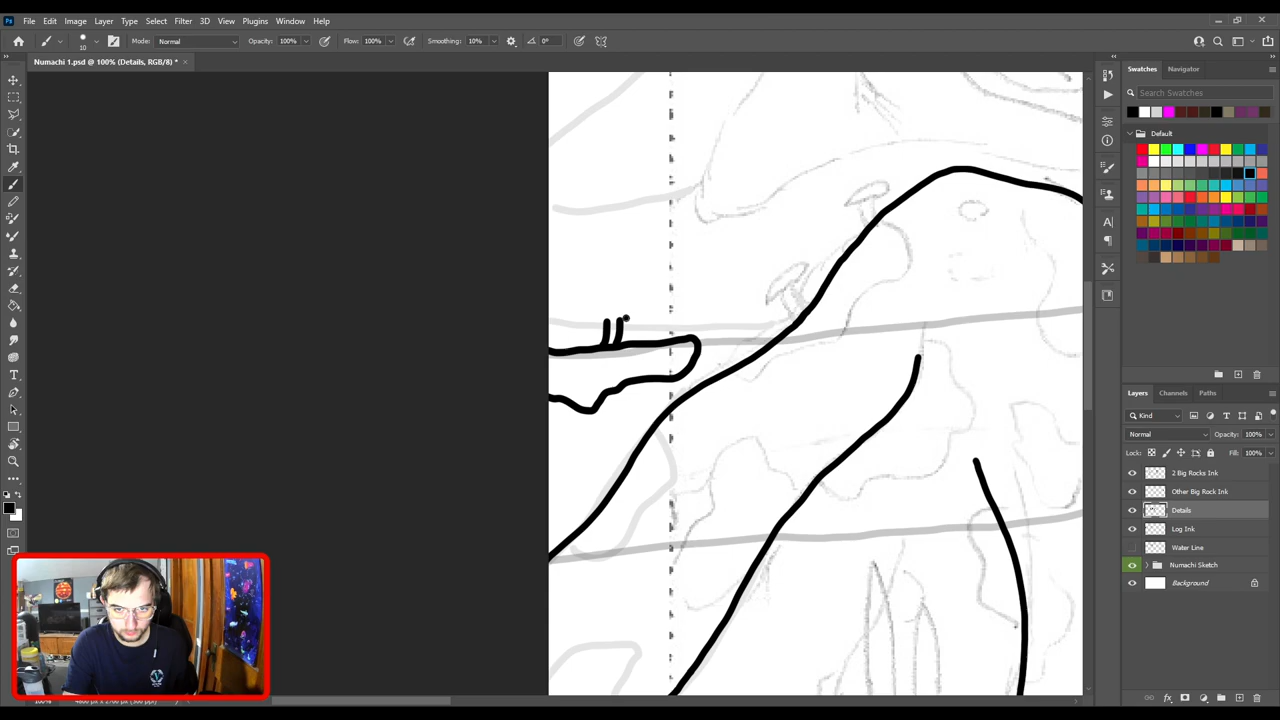 Ps File Edit Image Layer Type Select Filter 3D View Plugins Window Help
10 Mode: Normal Opacity: 100% Flow: 100% Smoothing: 10% 0°
Numachi 1.psd @ 100% (Details, RGB/8) *
Swatches Navigator
Search Swatches
Default
Layers Channels Paths
Kind
Normal Opacity: 100%
Lock: Fill: 100%
2 Big Rocks Ink
Other Big Rock Ink
Details
Log Ink
Water Line
Numachi Sketch
Background